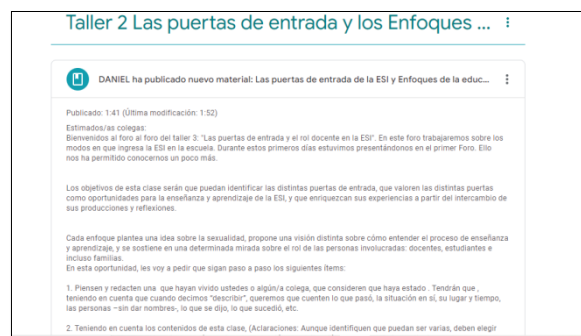 Taller 2 Las puertas de entrada y los Enfoques ...
DANIEL ha publicado nuevo material: Las puertas de entrada de la ESI y Enfoques de la educ...
Publicado: 1:41 (Última modificación: 1:52)
Estimados/as colegas:
Bienvenidos al foro al foro del taller 3: "Las puertas de entrada y el rol docente en la ESI". En este foro trabajaremos sobre los
modos en que ingresa la ESI en la escuela. Durante estos primeros días estuvimos presentándonos en el primer Foro. Ello
nos ha permitido conocernos un poco más.
Los objetivos de esta clase serán que puedan identificar las distintas puertas de entrada, que valoren las distintas puertas
como oportunidades para la enseñanza y aprendizaje de la ESI, y que enriquezcan sus experiencias a partir del intercambio de
sus producciones y reflexiones.
Cada enfoque plantea una idea sobre la sexualidad, propone una visión distinta sobre cómo entender el proceso de enseñanza
y aprendizaje, y se sostiene en una determinada mirada sobre el rol de las personas involucradas: docentes, estudiantes e
incluso familias.
En esta oportunidad, les voy a pedir que sigan paso a paso los siguientes ítems:
1. Piensen y redacten una que hayan vivido ustedes o algún/a colega, que consideren que haya estado . Tendrán que ,
teniendo en cuenta que cuando decimos "describir", queremos que cuenten lo que pasó, la situación en sí, su lugar y tiempo,
las personas –sin dar nombres-, lo que se dijo, lo que sucedió, etc.
2. Teniendo en cuenta los contenidos de esta clase, (Aclaraciones: Aunque identifiquen que puedan ser varias, deben elegir